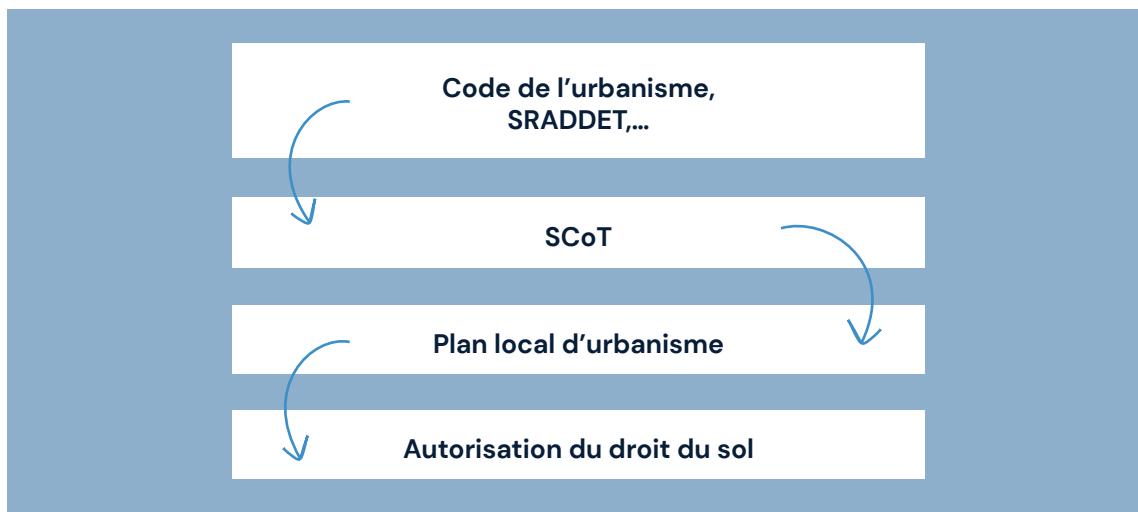 Code de l’urbanisme,
SRADDET,...
SCoT
Plan local d’urbanisme
Autorisation du droit du sol